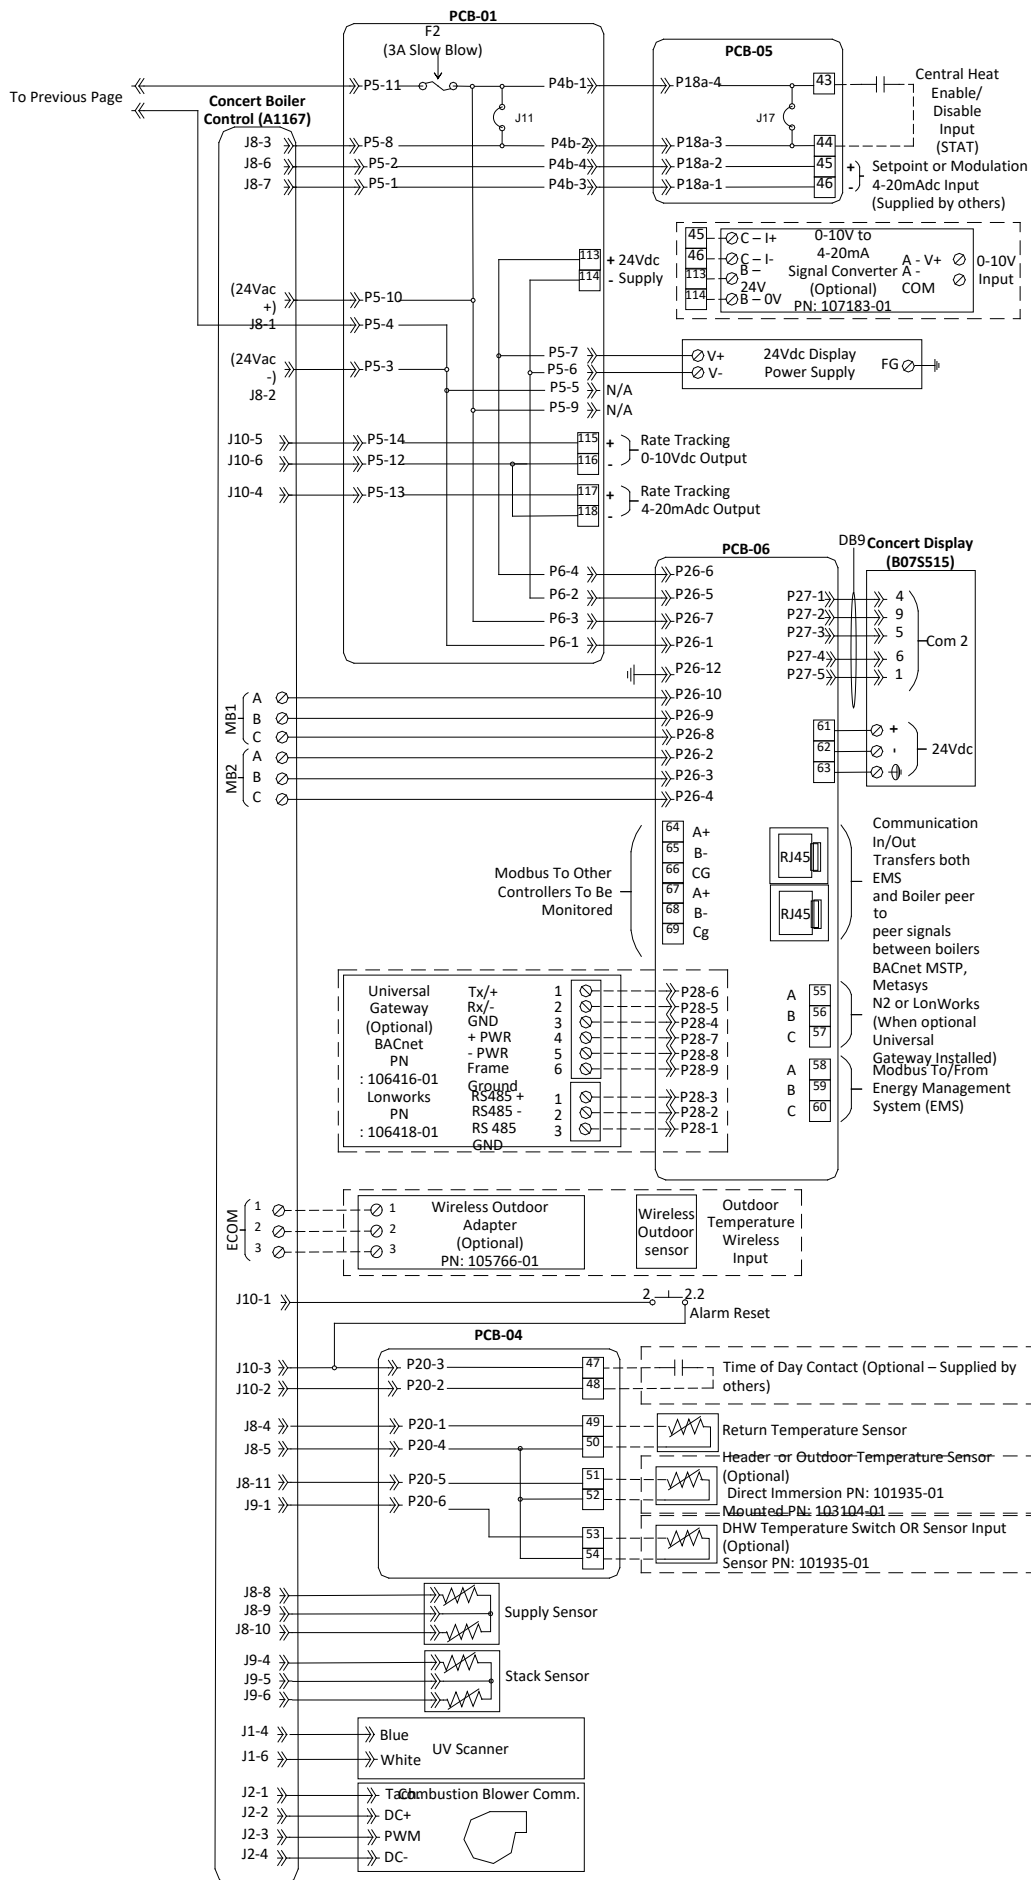 PCB-01
F2
(3A Slow Blow)
PCB-05
To Previous Page
Concert Boiler
Control (A1167)
P5-11
P4b-1
P18a-4
43
Central Heat
Enable/
Disable
Input
(STAT)
J11
J17
J8-3
P5-8
P4b-2
P18a-3
44
J8-6
P5-2
P4b-4
P18a-2
45
J8-7
P5-1
P4b-3
P18a-1
46
+
-
Setpoint or Modulation
4-20mAdc Input
(Supplied by others)
45
C – I+
46
C – I-
113
B –
24V
114
B – 0V
0-10V to
4-20mA
Signal Converter
(Optional)
PN: 107183-01
A - V+
A -
COM
0-10V
Input
113
+ 24Vdc
114
- Supply
(24Vac
+)
J8-1
P5-10
P5-4
(24Vac
-)
J8-2
P5-3
P5-7
P5-6
P5-5
N/A
P5-9
N/A
V+
V-
24Vdc Display
Power Supply
FG
J10-5
P5-14
115
+
J10-6
P5-12
116
-
Rate Tracking
0-10Vdc Output
J10-4
P5-13
117
+
118
-
Rate Tracking
4-20mAdc Output
PCB-06
DB9
Concert Display
(B07S515)
P6-4
P26-6
P6-2
P26-5
P6-3
P26-7
P6-1
P26-1
P26-12
P27-1
4
P27-2
9
P27-3
5
P27-4
6
P27-5
1
Com 2
MB1
A
P26-10
B
P26-9
C
P26-8
MB2
A
P26-2
B
P26-3
C
P26-4
61
+
62
-
63
24Vdc
Modbus To Other
Controllers To Be
Monitored
64
A+
65
B-
66
CG
67
A+
68
B-
69
Cg
RJ45
RJ45
Communication
In/Out
Transfers both
EMS
and Boiler peer
to
peer signals
between boilers
BACnet MSTP,
Metasys
N2 or LonWorks
(When optional
Universal
Gateway Installed)
A
55
B
56
C
57
A
58
B
59
C
60
Modbus To/From
Energy Management
System (EMS)
Universal
Gateway
(Optional)
BACnet
PN
: 106416-01
Lonworks
PN
: 106418-01
Tx/+
1
P28-6
Rx/-
2
P28-5
GND
3
P28-4
+ PWR
4
P28-7
- PWR
5
P28-8
Frame
Ground
6
P28-9
RS485 +
1
P28-3
RS485 -
2
P28-2
RS 485
GND
3
P28-1
ECOM
1
1
2
2
3
3
Wireless Outdoor
Adapter
(Optional)
PN: 105766-01
Wireless
Outdoor
sensor
Outdoor
Temperature
Wireless
Input
J10-1
2
2.2
Alarm Reset
PCB-04
J10-3
P20-3
47
J10-2
P20-2
48
Time of Day Contact (Optional – Supplied by
others)
J8-4
P20-1
49
J8-5
P20-4
50
Return Temperature Sensor
J8-11
P20-5
51
J9-1
P20-6
52
Header or Outdoor Temperature Sensor
(Optional)
Direct Immersion PN: 101935-01
Mounted PN: 103104-01
53
54
DHW Temperature Switch OR Sensor Input
(Optional)
Sensor PN: 101935-01
J8-8
J8-9
J8-10
Supply Sensor
J9-4
J9-5
J9-6
Stack Sensor
J1-4
Blue
J1-6
White
UV Scanner
J2-1
Tach.
Combustion Blower Comm.
J2-2
DC+
J2-3
PWM
J2-4
DC-